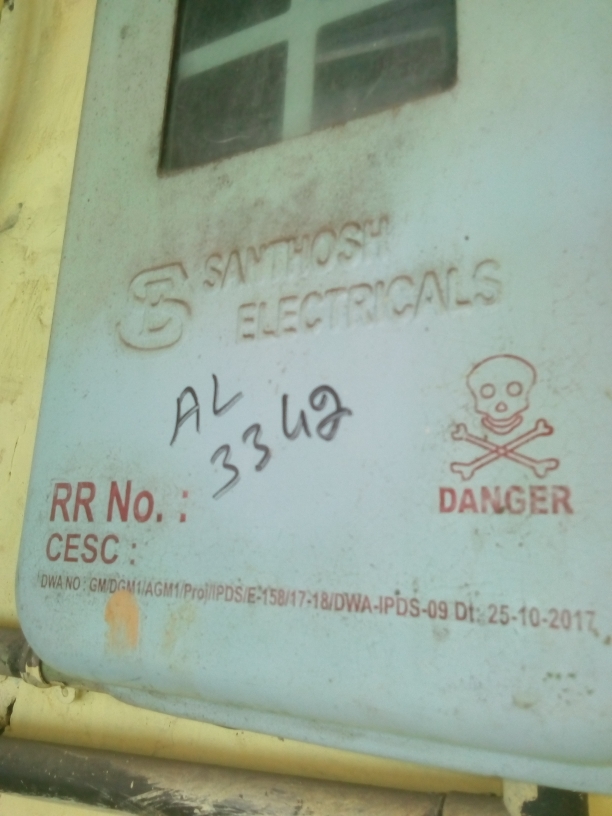 SANTHOSH
ELECTRICALS
AL
3342
DANGER
RR No. :
CESC :
DWA NO : GM/DGM1/AGM1/Proj/IPDS/E-158/17-18/DWA-IPDS-09 Dt: 25-10-2017